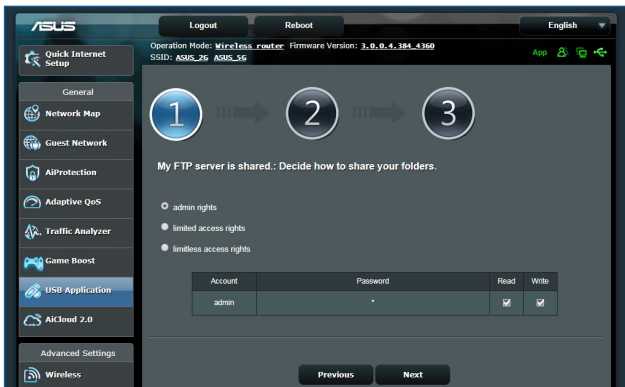 ASUS
Logout
Reboot
English
Operation Mode: Wireless router Firmware Version: 3.0.0.4.384_4360
SSID: ASUS_2G ASUS_5G
App
Quick Internet
Setup
General
Network Map
Guest Network
AiProtection
Adaptive QoS
Traffic Analyzer
Game Boost
USB Application
AiCloud 2.0
Advanced Settings
Wireless
1
2
3
My FTP server is shared.: Decide how to share your folders.
admin rights
limited access rights
limitless access rights
Account Password Read Write
admin *
Previous Next